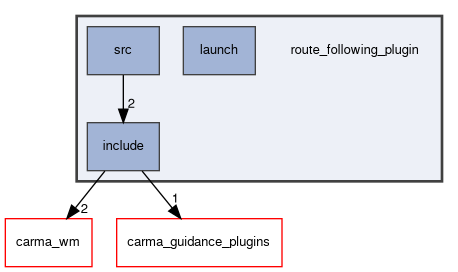 src
launch
route_following_plugin
2
include
2
1
carma_wm
carma_guidance_plugins